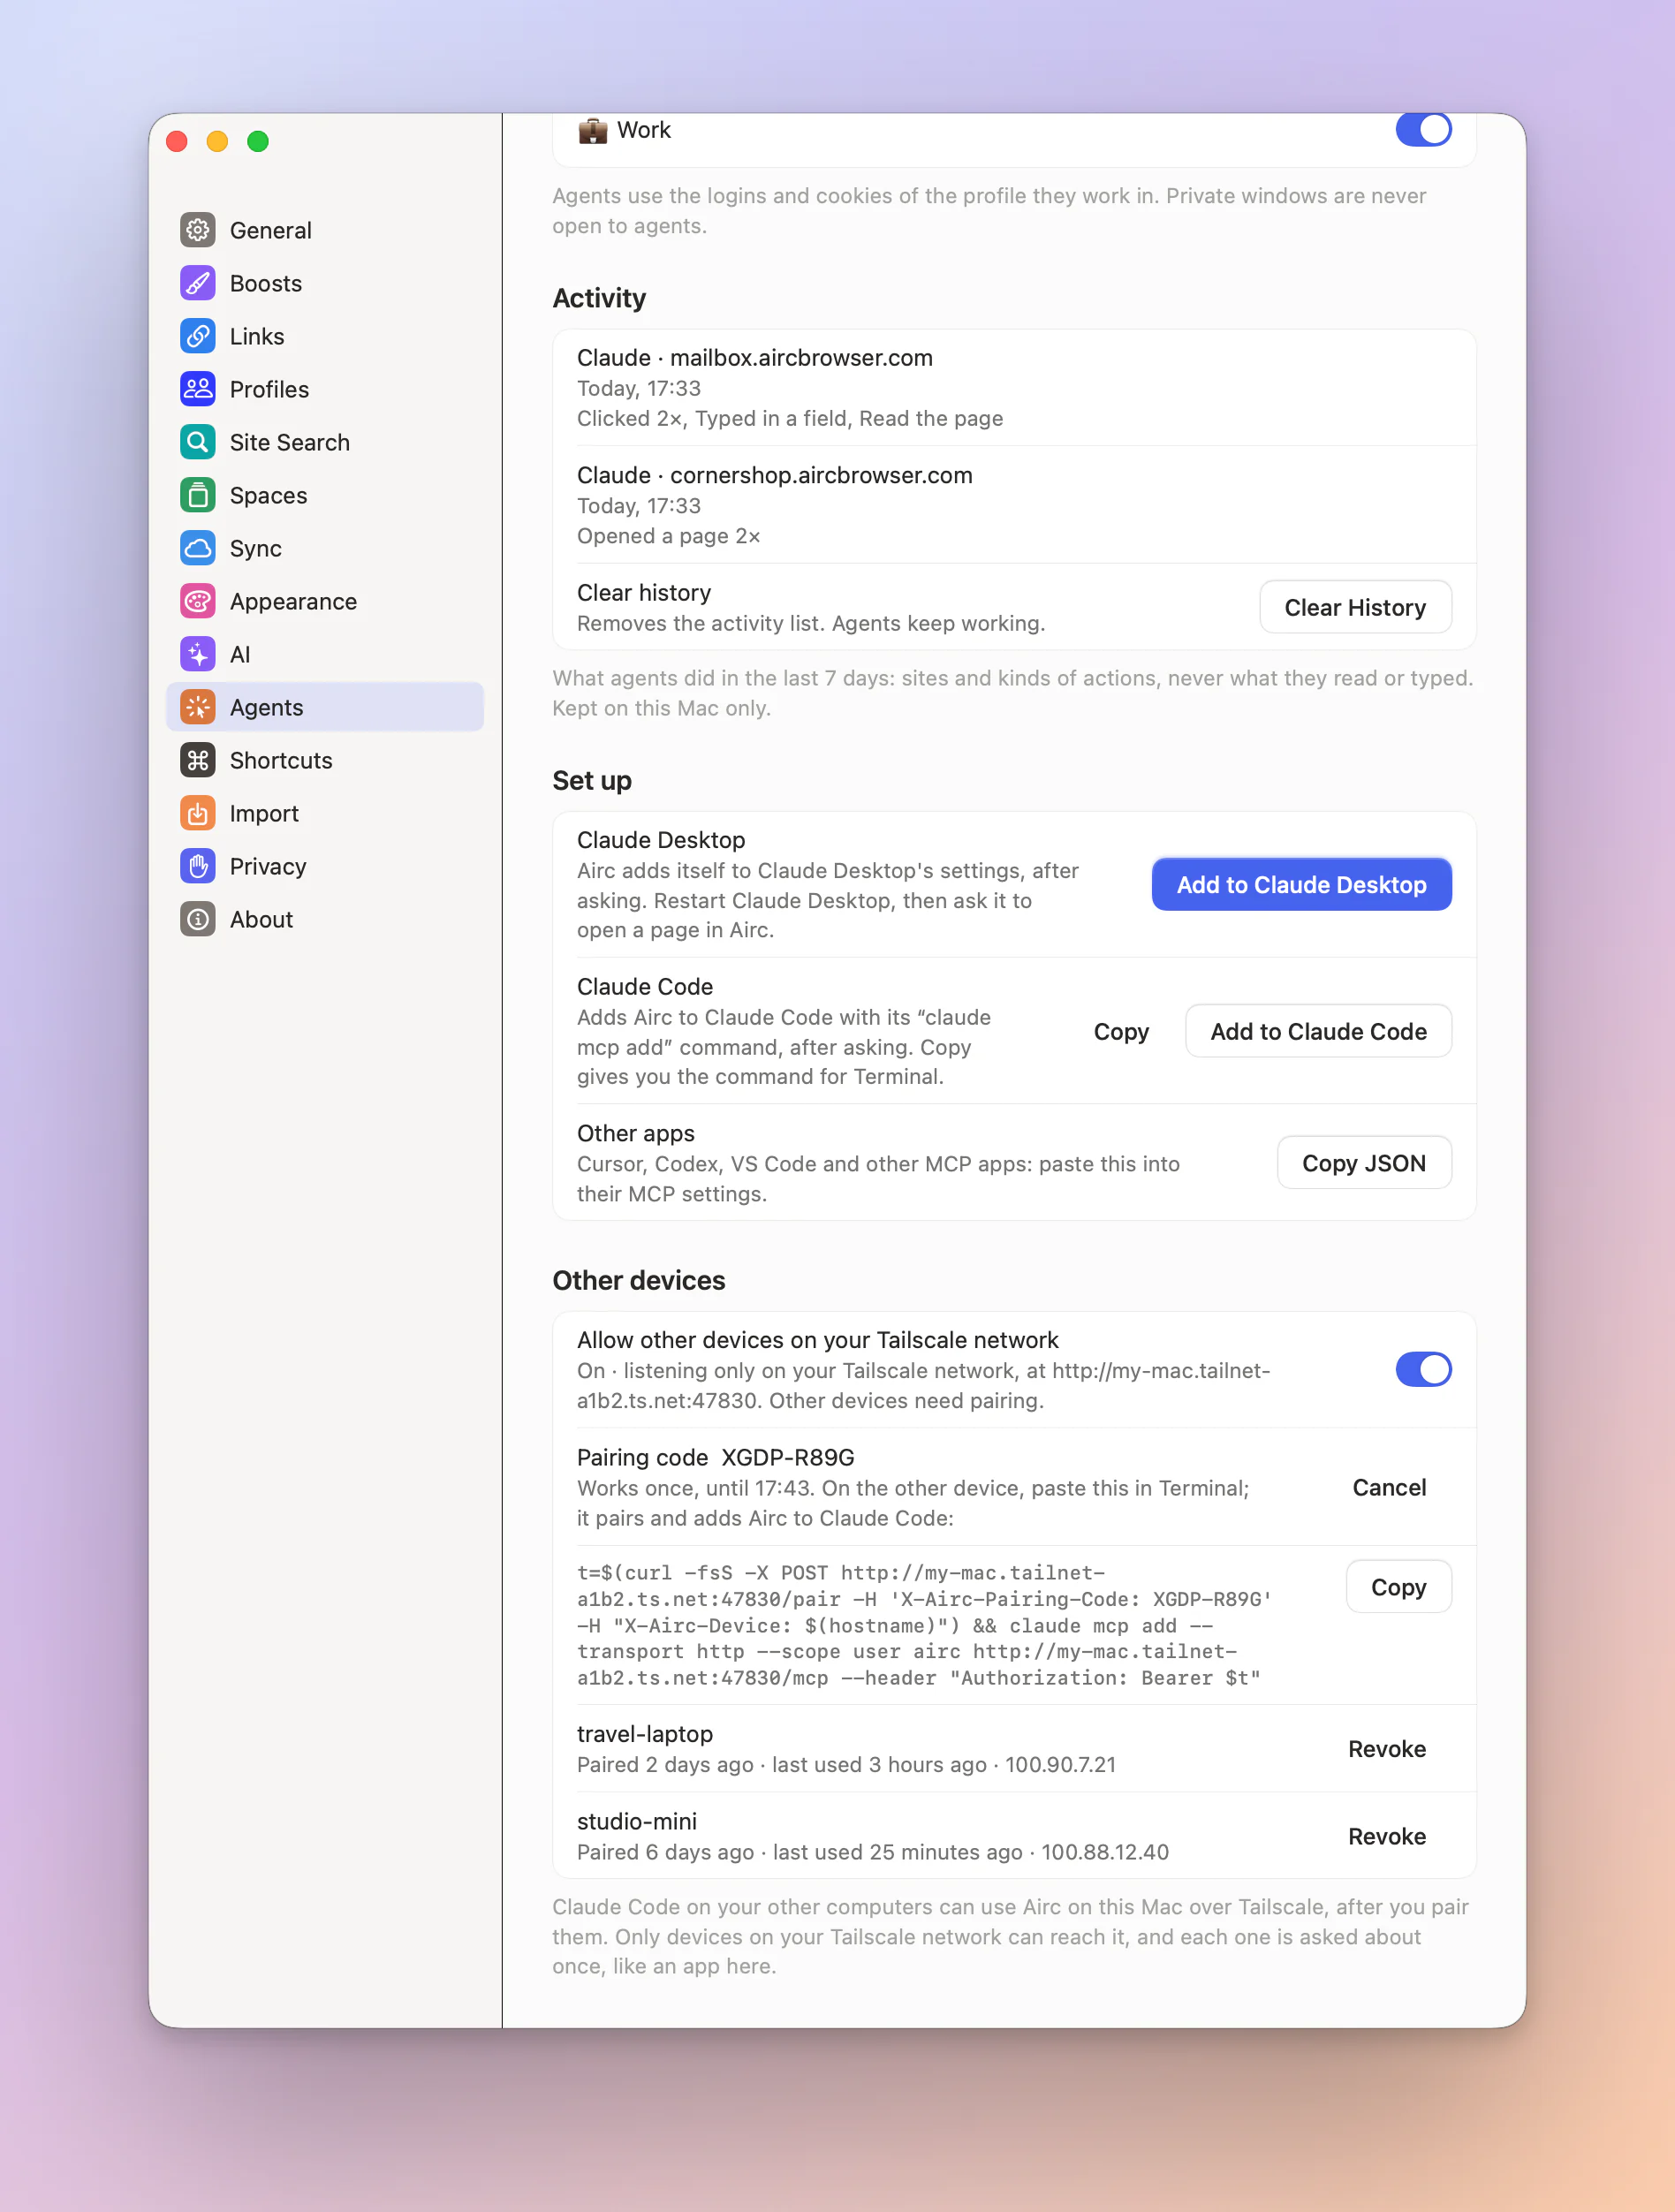 General
Boosts
Links
Profiles
Site Search
Spaces
Sync
Appearance
AI
Agents
Shortcuts
Import
Privacy
About
Work
Agents use the logins and cookies of the profile they work in. Private windows are never
open to agents.
Activity
Claude · mailbox.aircbrowser.com
Today, 17:33
Clicked 2×, Typed in a field, Read the page
Claude · cornershop.aircbrowser.com
Today, 17:33
Opened a page 2×
Clear history
Removes the activity list. Agents keep working.
Clear History
What agents did in the last 7 days: sites and kinds of actions, never what they read or typed.
Kept on this Mac only.
Set up
Claude Desktop
Airc adds itself to Claude Desktop's settings, after
asking. Restart Claude Desktop, then ask it to
open a page in Airc.
Add to Claude Desktop
Claude Code
Adds Airc to Claude Code with its “claude
mcp add” command, after asking. Copy
gives you the command for Terminal.
Copy
Add to Claude Code
Other apps
Cursor, Codex, VS Code and other MCP apps: paste this into
their MCP settings.
Copy JSON
Other devices
Allow other devices on your Tailscale network
On · listening only on your Tailscale network, at http://my-mac.tailnet-
a1b2.ts.net:47830. Other devices need pairing.
Pairing code XGDP-R89G
Works once, until 17:43. On the other device, paste this in Terminal;
it pairs and adds Airc to Claude Code:
Cancel
t=$(curl -fsS -X POST http://my-mac.tailnet-
a1b2.ts.net:47830/pair -H 'X-Airc-Pairing-Code: XGDP-R89G'
-H "X-Airc-Device: $(hostname)") && claude mcp add --
transport http --scope user airc http://my-mac.tailnet-
a1b2.ts.net:47830/mcp --header "Authorization: Bearer $t"
Copy
travel-laptop
Paired 2 days ago · last used 3 hours ago · 100.90.7.21
Revoke
studio-mini
Paired 6 days ago · last used 25 minutes ago · 100.88.12.40
Revoke
Claude Code on your other computers can use Airc on this Mac over Tailscale, after you pair
them. Only devices on your Tailscale network can reach it, and each one is asked about
once, like an app here.